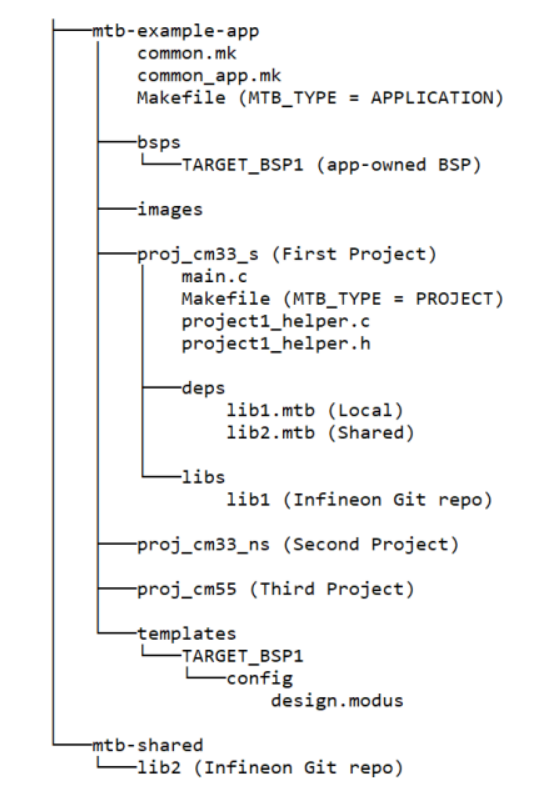 mtb-example-app
common.mk
common_app.mk
Makefile (MTB_TYPE = APPLICATION)
bsps
TARGET_BSP1 (app-owned BSP)
images
proj_cm33_s (First Project)
main.c
Makefile (MTB_TYPE = PROJECT)
project1_helper.c
project1_helper.h
deps
lib1.mtb (Local)
lib2.mtb (Shared)
libs
lib1 (Infineon Git repo)
proj_cm33_ns (Second Project)
proj_cm55 (Third Project)
templates
TARGET_BSP1
config
design.modus
mtb-shared
lib2 (Infineon Git repo)